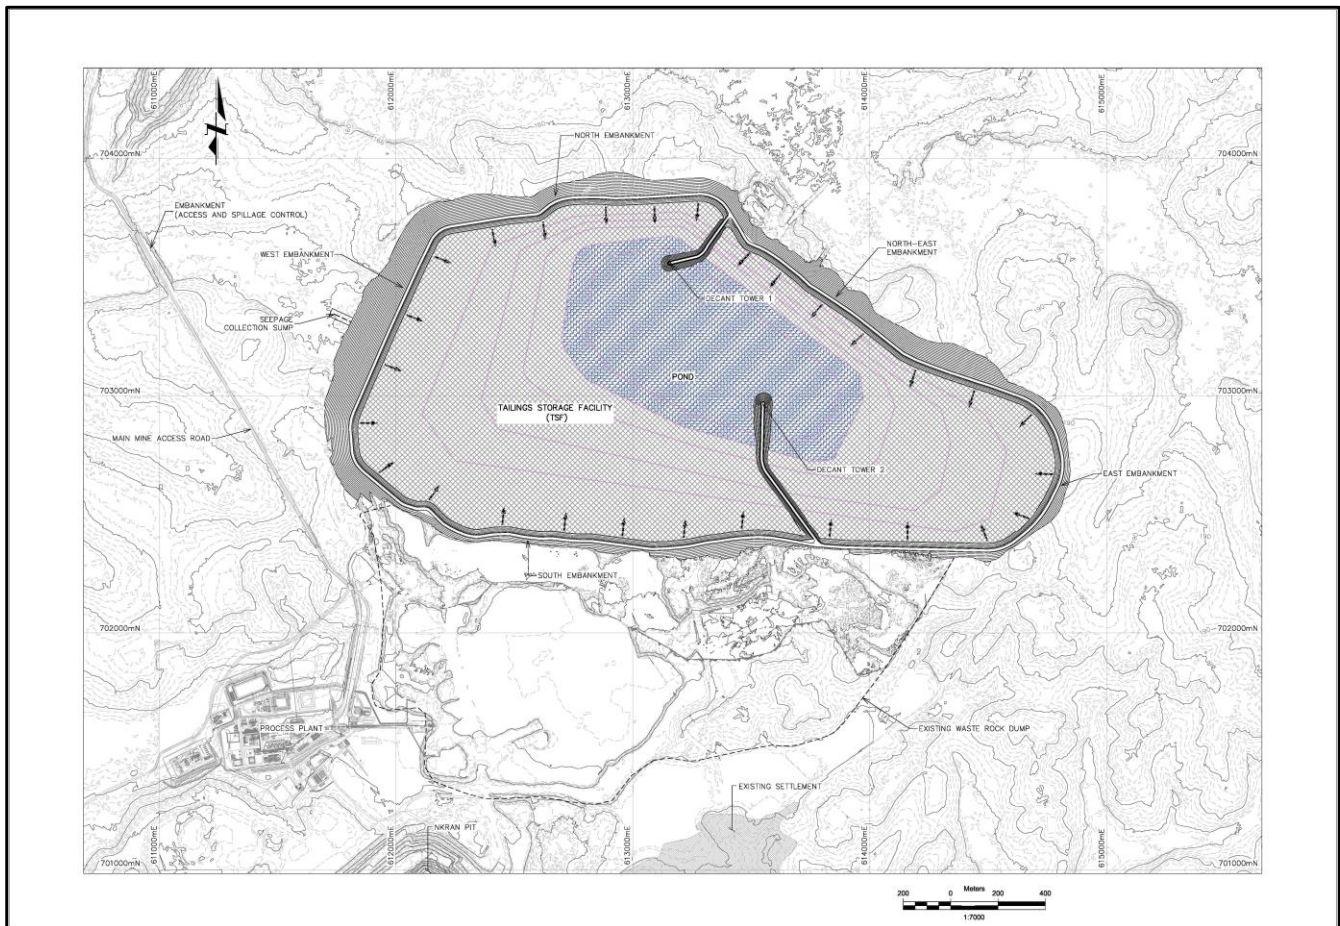 611000mE
612000mE
613000mE
614000mE
615000mE
704000mN
704000mN
NORTH EMBANKMENT
EMBANKMENT
(ACCESS AND SPILLAGE CONTROL)
WEST EMBANKMENT
NORTH-EAST
EMBANKMENT
DECANT TOWER 1
SEEPAGE
COLLECTION SUMP
POND
703000mN
703000mN
TAILINGS STORAGE FACILITY
(TSF)
MAIN MINE ACCESS ROAD
DECANT TOWER 2
EAST EMBANKMENT
SOUTH EMBANKMENT
702000mN
702000mN
PROCESS PLANT
EXISTING WASTE ROCK DUMP
EXISTING SETTLEMENT
NKRAN PIT
611000mE
612000mE
613000mE
614000mE
615000mE
701000mN
701000mN
200 0 Meters 200 400
1:7000